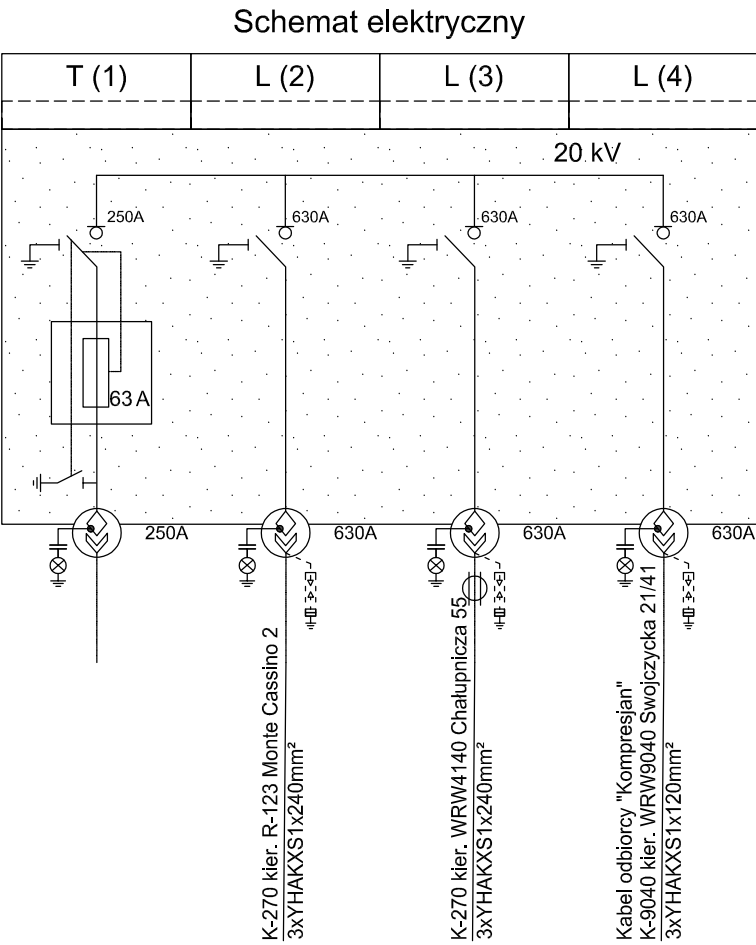 Schemat elektryczny
T (1)
L (2)
L (3)
L (4)
20 kV
250A
630A
630A
630A
63 A
250A
630A
630A
630A
K-270 kier. R-123 Monte Cassino 2
3xYHAKXS1x240mm²
K-270 kier. WRW4140 Chałupnicza 55
3xYHAKXS1x240mm²
Kabel odbiorcy "Kompresjan"
K-9040 kier. WRW9040 Swojczycka 21/41
3xYHAKXS1x120mm²